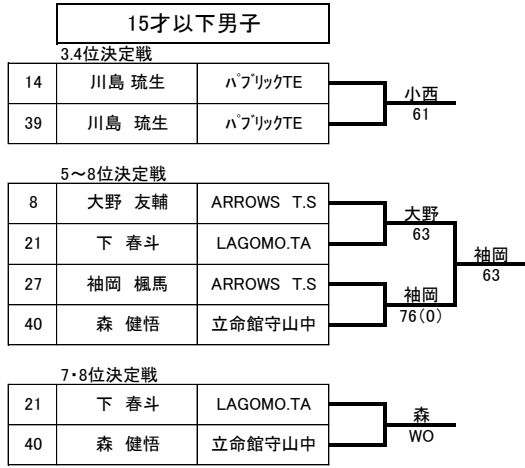 15才以下男子
3.4位決定戦
14 川島 琉生 パブリックTE
小西
61
39 川島 琉生 パブリックTE
5～8位決定戦
8 大野 友輔 ARROWS T.S
大野
63
21 下 春斗 LAGOMO.TA
袖岡
63
27 袖岡 楓馬 ARROWS T.S
袖岡
76(0)
40 森 健悟 立命館守山中
7・8位決定戦
21 下 春斗 LAGOMO.TA
森
WO
40 森 健悟 立命館守山中